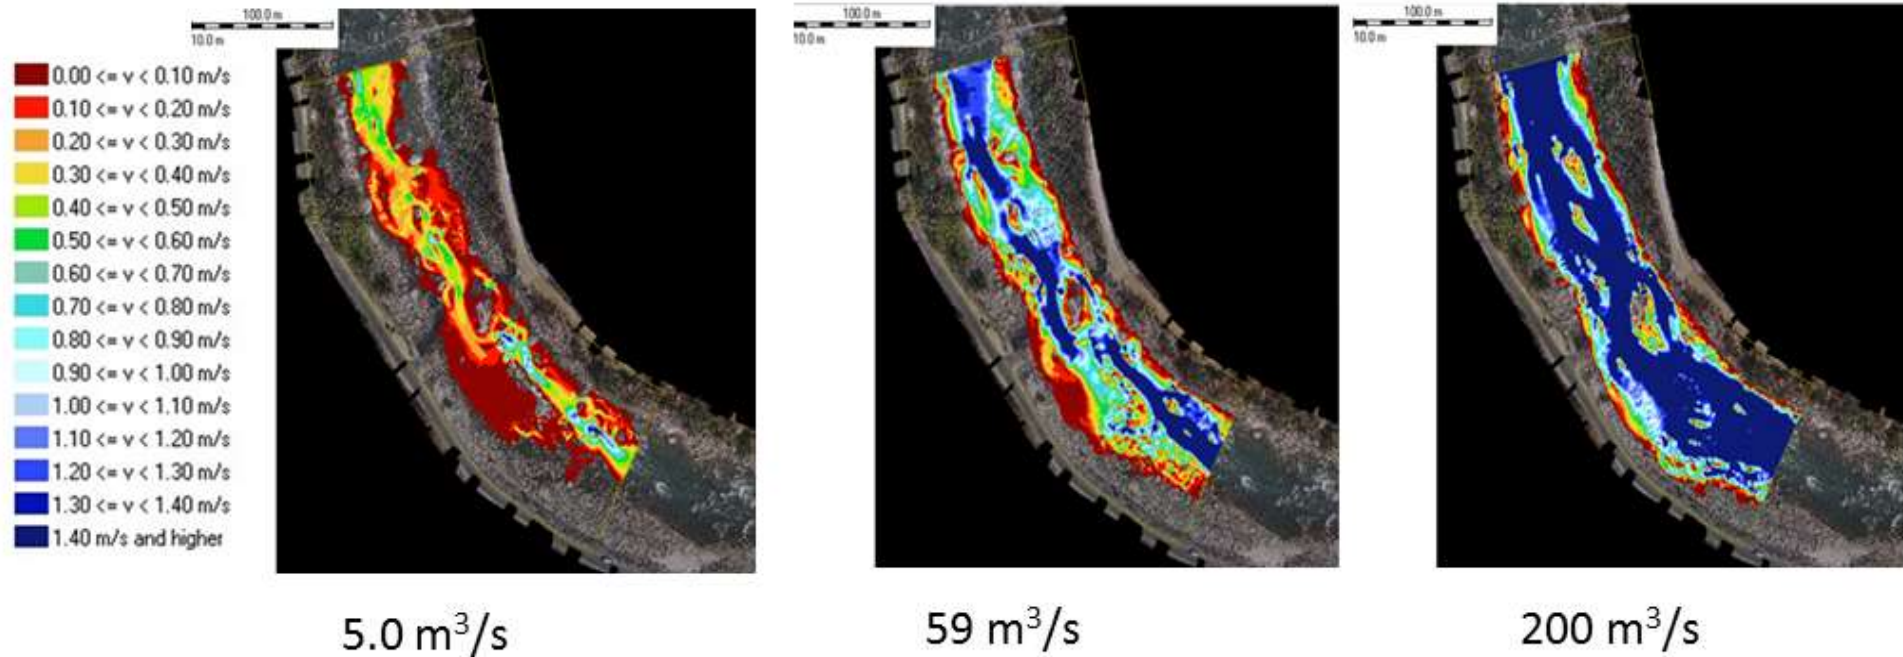 100.0 m
10.0 m
100.0 m
10.0 m
100.0 m
10.0 m
0.00 <= v < 0.10 m/s
0.10 <= v < 0.20 m/s
0.20 <= v < 0.30 m/s
0.30 <= v < 0.40 m/s
0.40 <= v < 0.50 m/s
0.50 <= v < 0.60 m/s
0.60 <= v < 0.70 m/s
0.70 <= v < 0.80 m/s
0.80 <= v < 0.90 m/s
0.90 <= v < 1.00 m/s
1.00 <= v < 1.10 m/s
1.10 <= v < 1.20 m/s
1.20 <= v < 1.30 m/s
1.30 <= v < 1.40 m/s
1.40 m/s and higher
5.0 m³/s
59 m³/s
200 m³/s